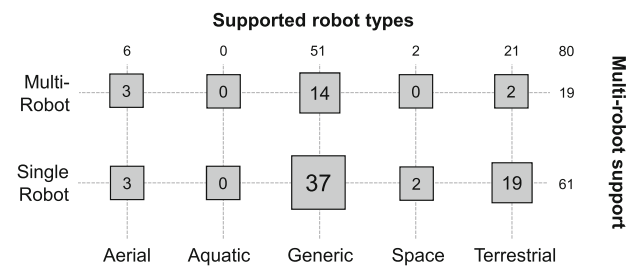 Supported robot types
6 0 51 2 21 80
Multi-
Robot
3 0 14 0 2 19
Single
Robot
3 0 37 2 19 61
Aerial Aquatic Generic Space Terrestrial
Multi-robot support